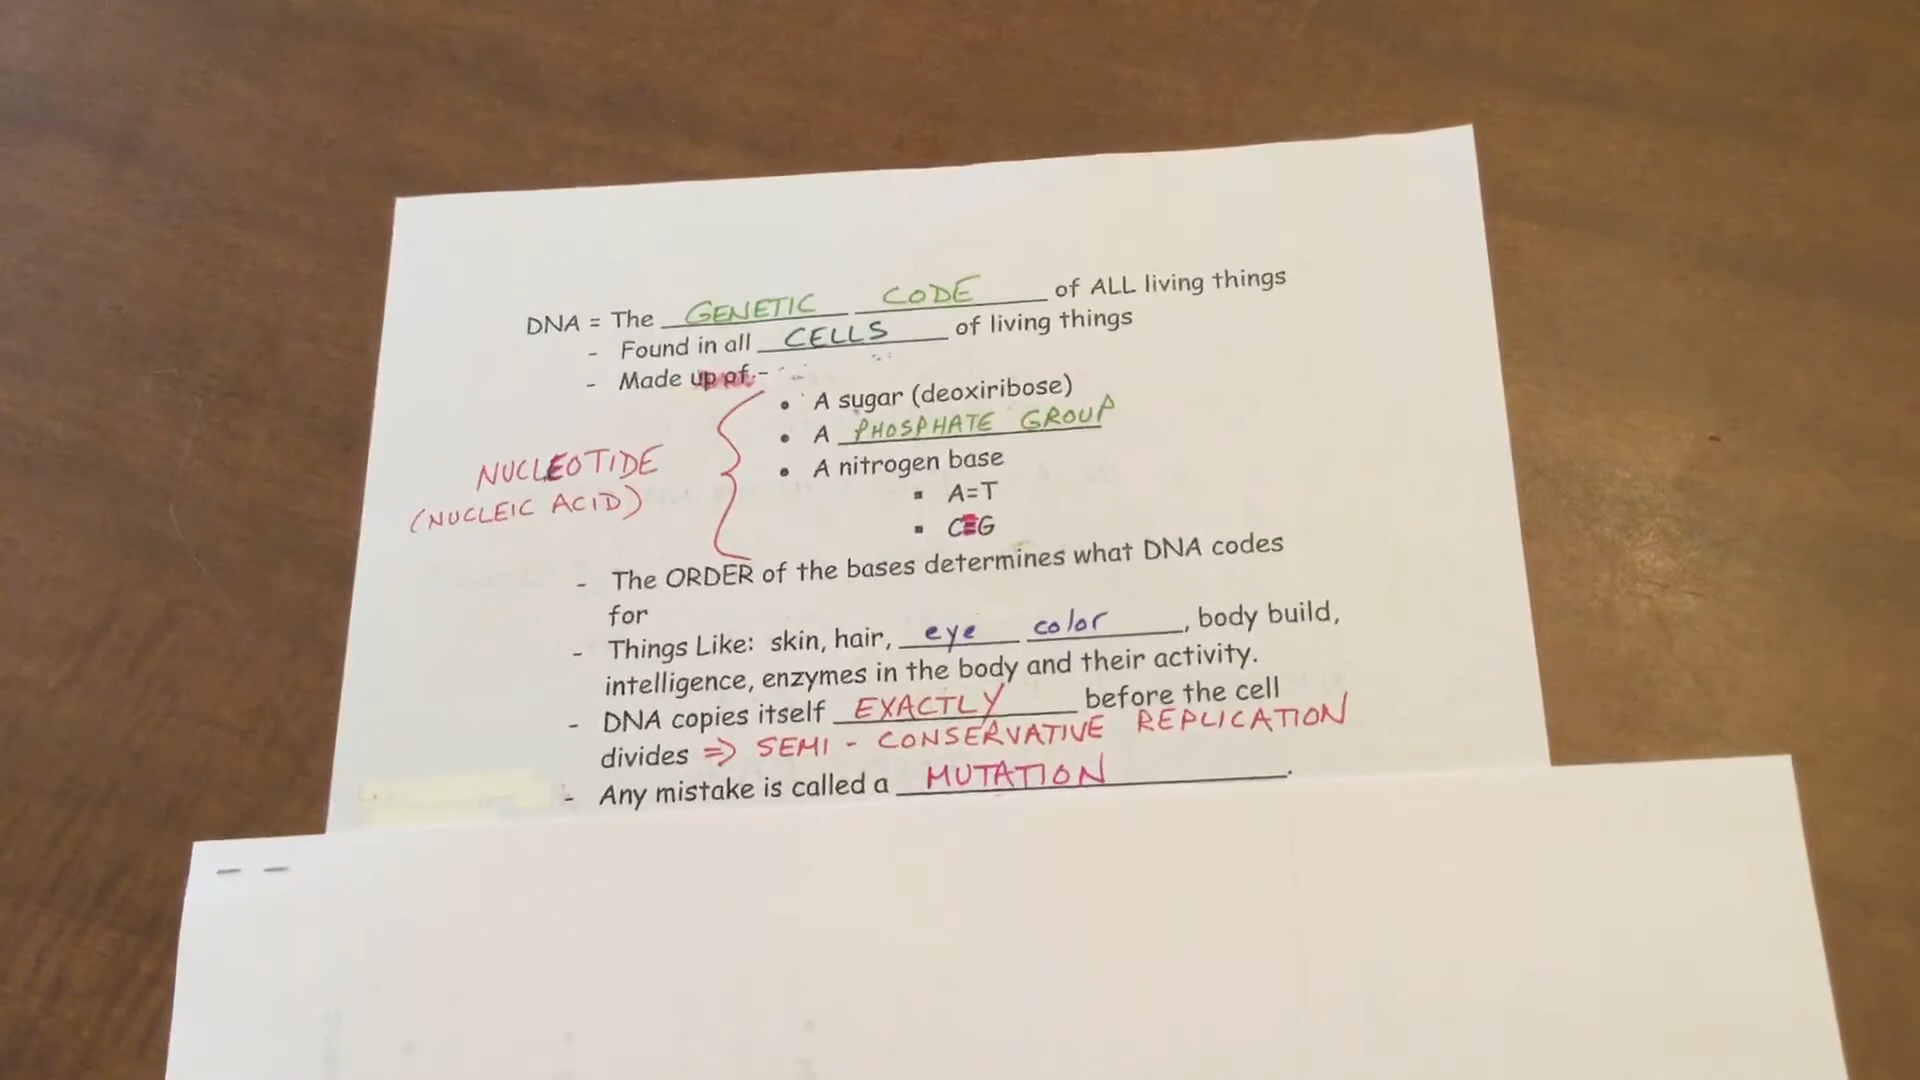 DNA = The GENETIC CODE of ALL living things
- Found in all CELLS of living things
- Made up of -
• A sugar (deoxiribose)
• A PHOSPHATE GROUP
NUCLEOTIDE
(NUCLEIC ACID)
• A nitrogen base
▪ A=T
▪ C≡G
- The ORDER of the bases determines what DNA codes
for
- Things Like: skin, hair, eye color, body build,
intelligence, enzymes in the body and their activity.
- DNA copies itself EXACTLY before the cell
divides => SEMI - CONSERVATIVE REPLICATION
- Any mistake is called a MUTATION.